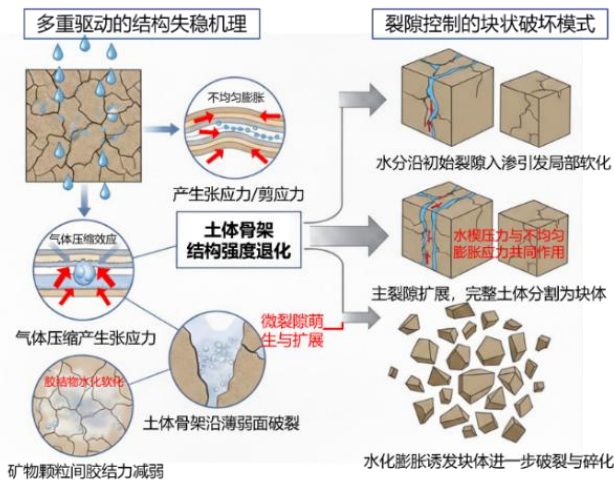 多重驱动的结构失稳机理
不均匀膨胀
产生张应力/剪应力
气体压缩效应
气体压缩产生张应力
土体骨架
结构强度退化
微裂隙萌
生与扩展
土体骨架沿薄弱面破裂
胶结物水化软化
矿物颗粒间胶结力减弱
裂隙控制的块状破坏模式
水分沿初始裂隙入渗引发局部软化
水楔压力与不均匀
膨胀应力共同作用
主裂隙扩展，完整土体分割为块体
水化膨胀诱发块体进一步破裂与碎化